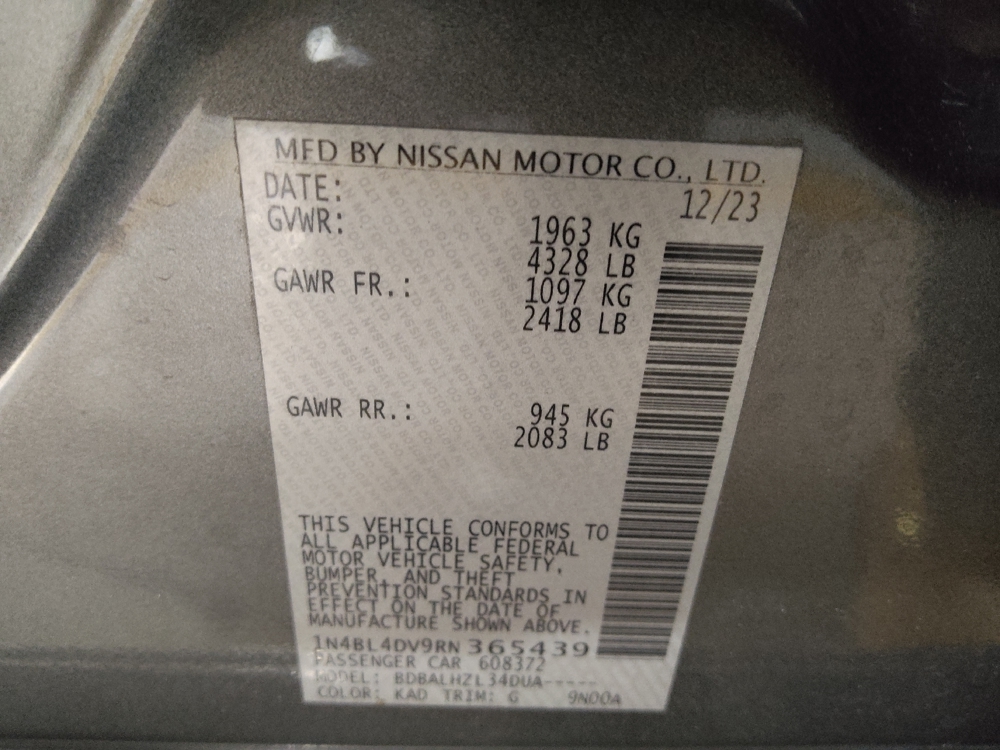 MFD BY NISSAN MOTOR CO., LTD.
DATE: 12/23
GVWR: 1963 KG
4328 LB
GAWR FR.: 1097 KG
2418 LB
GAWR RR.: 945 KG
2083 LB
THIS VEHICLE CONFORMS TO
ALL APPLICABLE FEDERAL
MOTOR VEHICLE SAFETY,
BUMPER, AND THEFT
PREVENTION STANDARDS IN
EFFECT ON THE DATE OF
MANUFACTURE SHOWN ABOVE.
1N4BL4DV9RN 365439
PASSENGER CAR 608372
MODEL: BDBALHZL34DUA-----
COLOR: KAD TRIM: G 9N00A